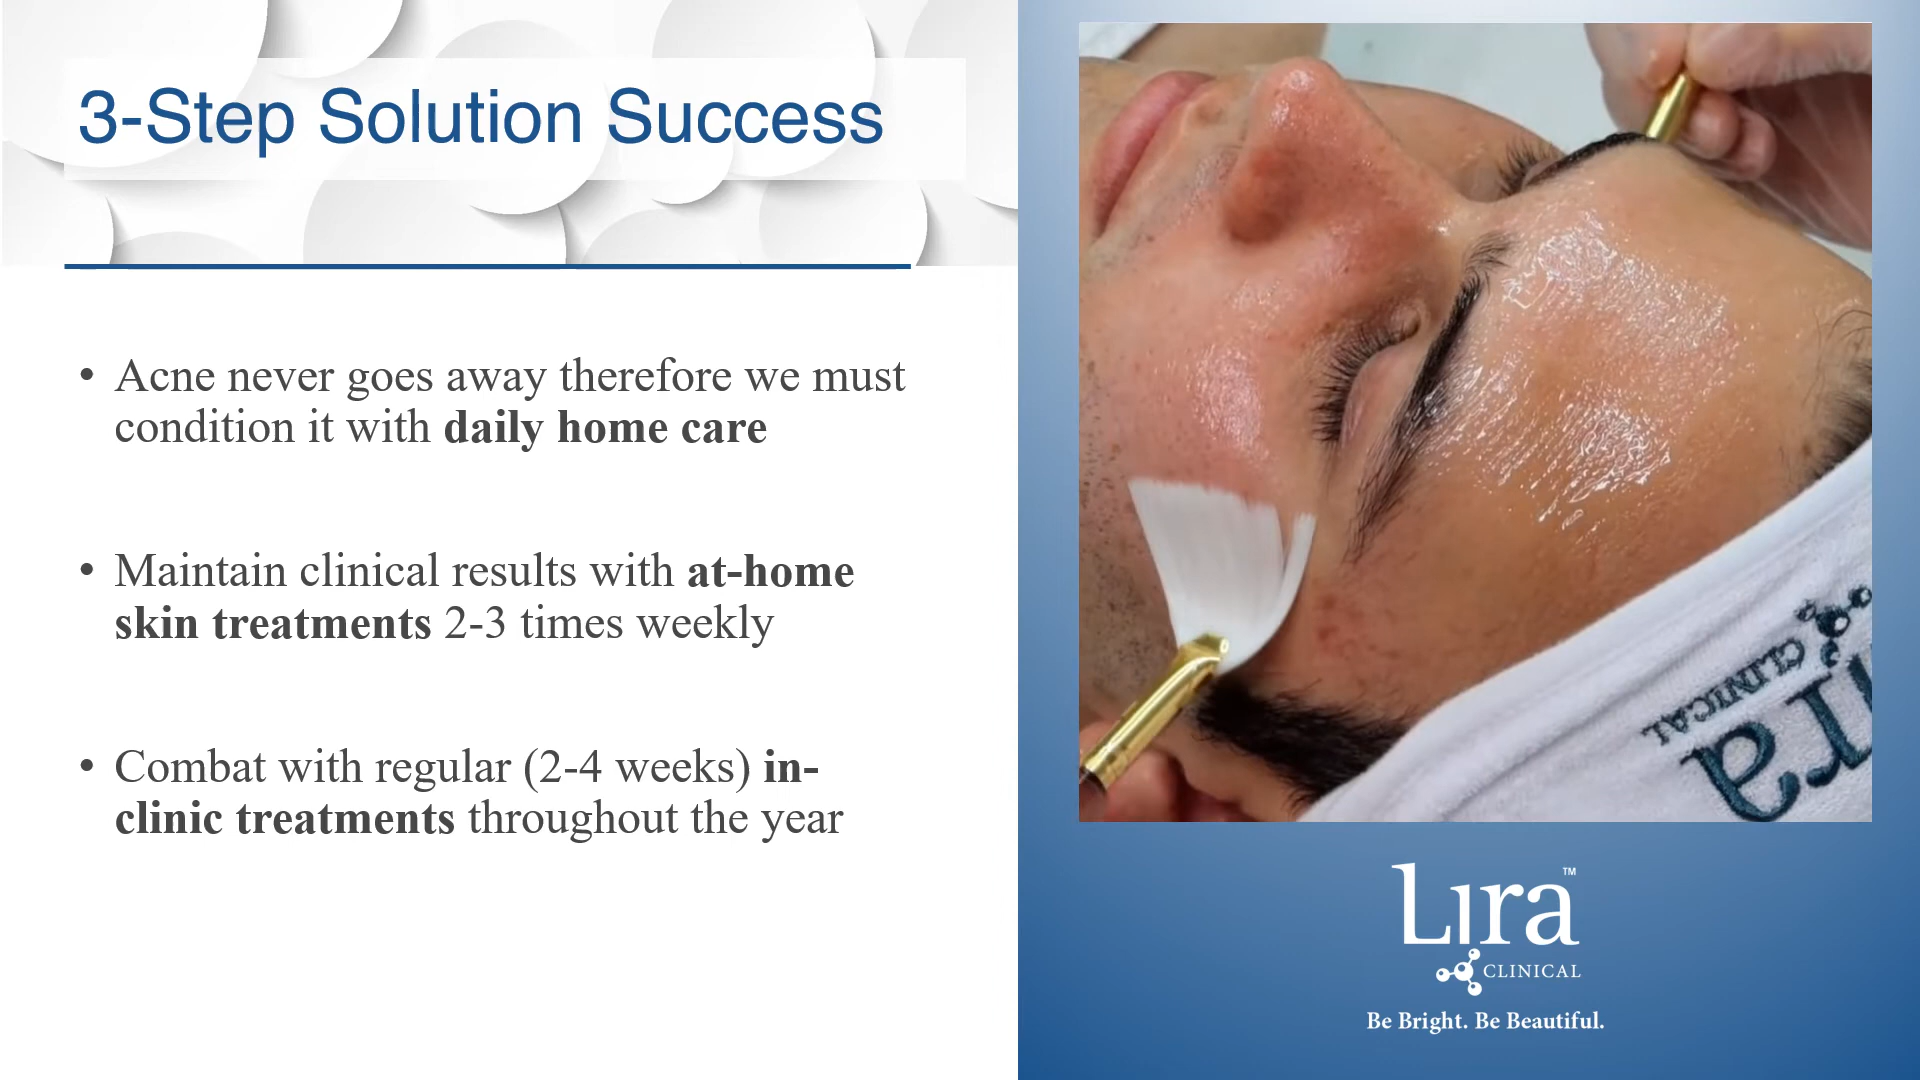 3-Step Solution Success
• Acne never goes away therefore we must
condition it with daily home care
• Maintain clinical results with at-home
skin treatments 2-3 times weekly
• Combat with regular (2-4 weeks) in-
clinic treatments throughout the year
CLINICAL
Lira™
CLINICAL
Be Bright. Be Beautiful.